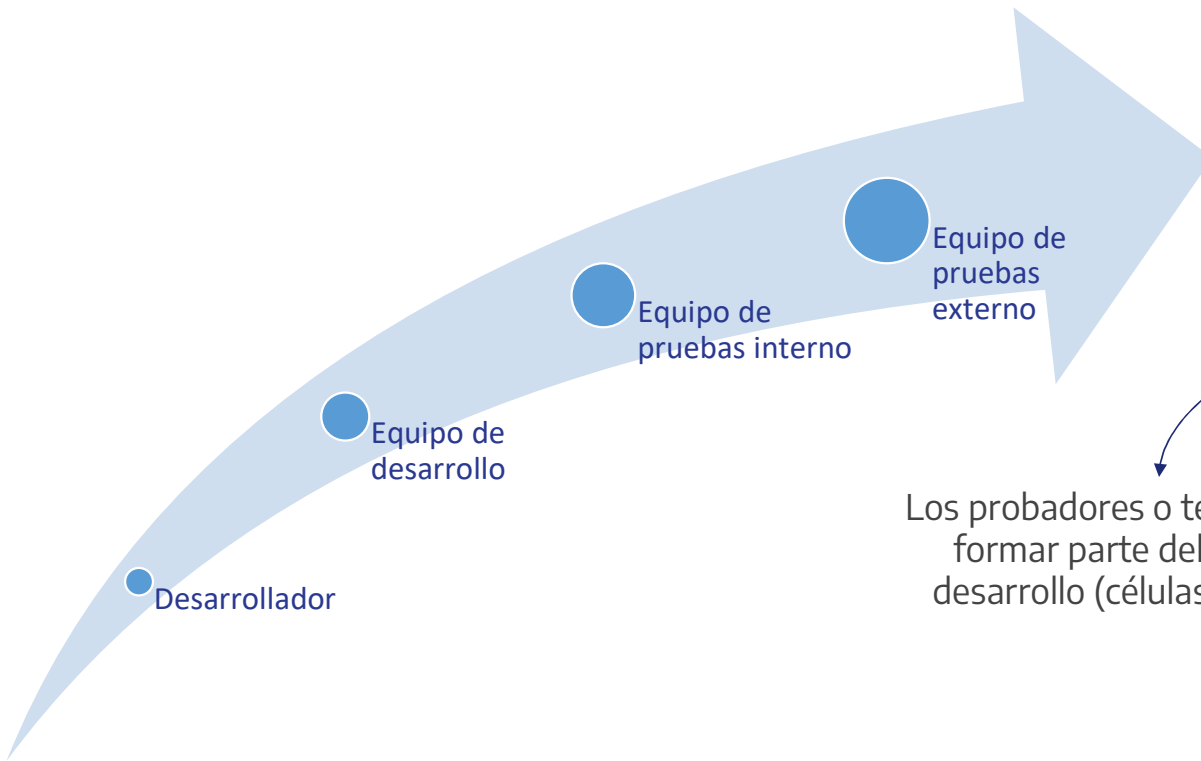 Equipo de
pruebas
externo
Equipo de
pruebas interno
Equipo de
desarrollo
Desarrollador
Los probadores o
formar parte del
desarrollo (células